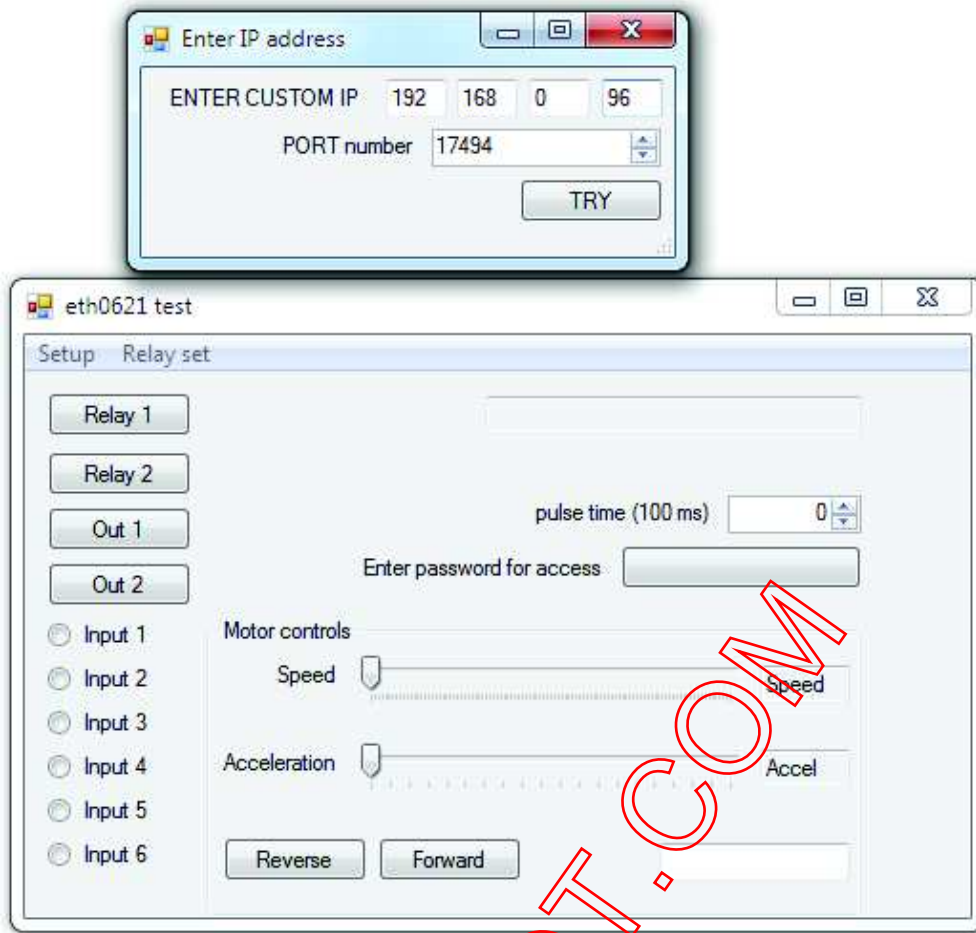 Enter IP address
ENTER CUSTOM IP 192 168 0 96
PORT number 17494
TRY
eth0621 test
Setup Relay set
Relay 1
Relay 2
pulse time (100 ms) 0
Out 1
Enter password for access
Out 2
Input 1
Motor controls
Input 2
Speed Speed
Input 3
Input 4
Acceleration Accel
Input 5
Input 6
Reverse Forward
T.COM